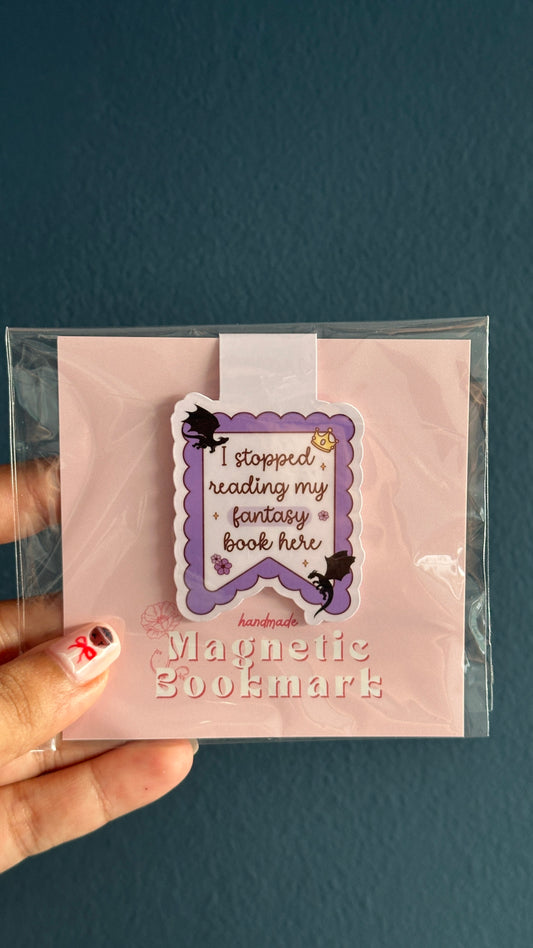 I stopped
reading my
fantasy
book here
handmade
Magnetic
Bookmark